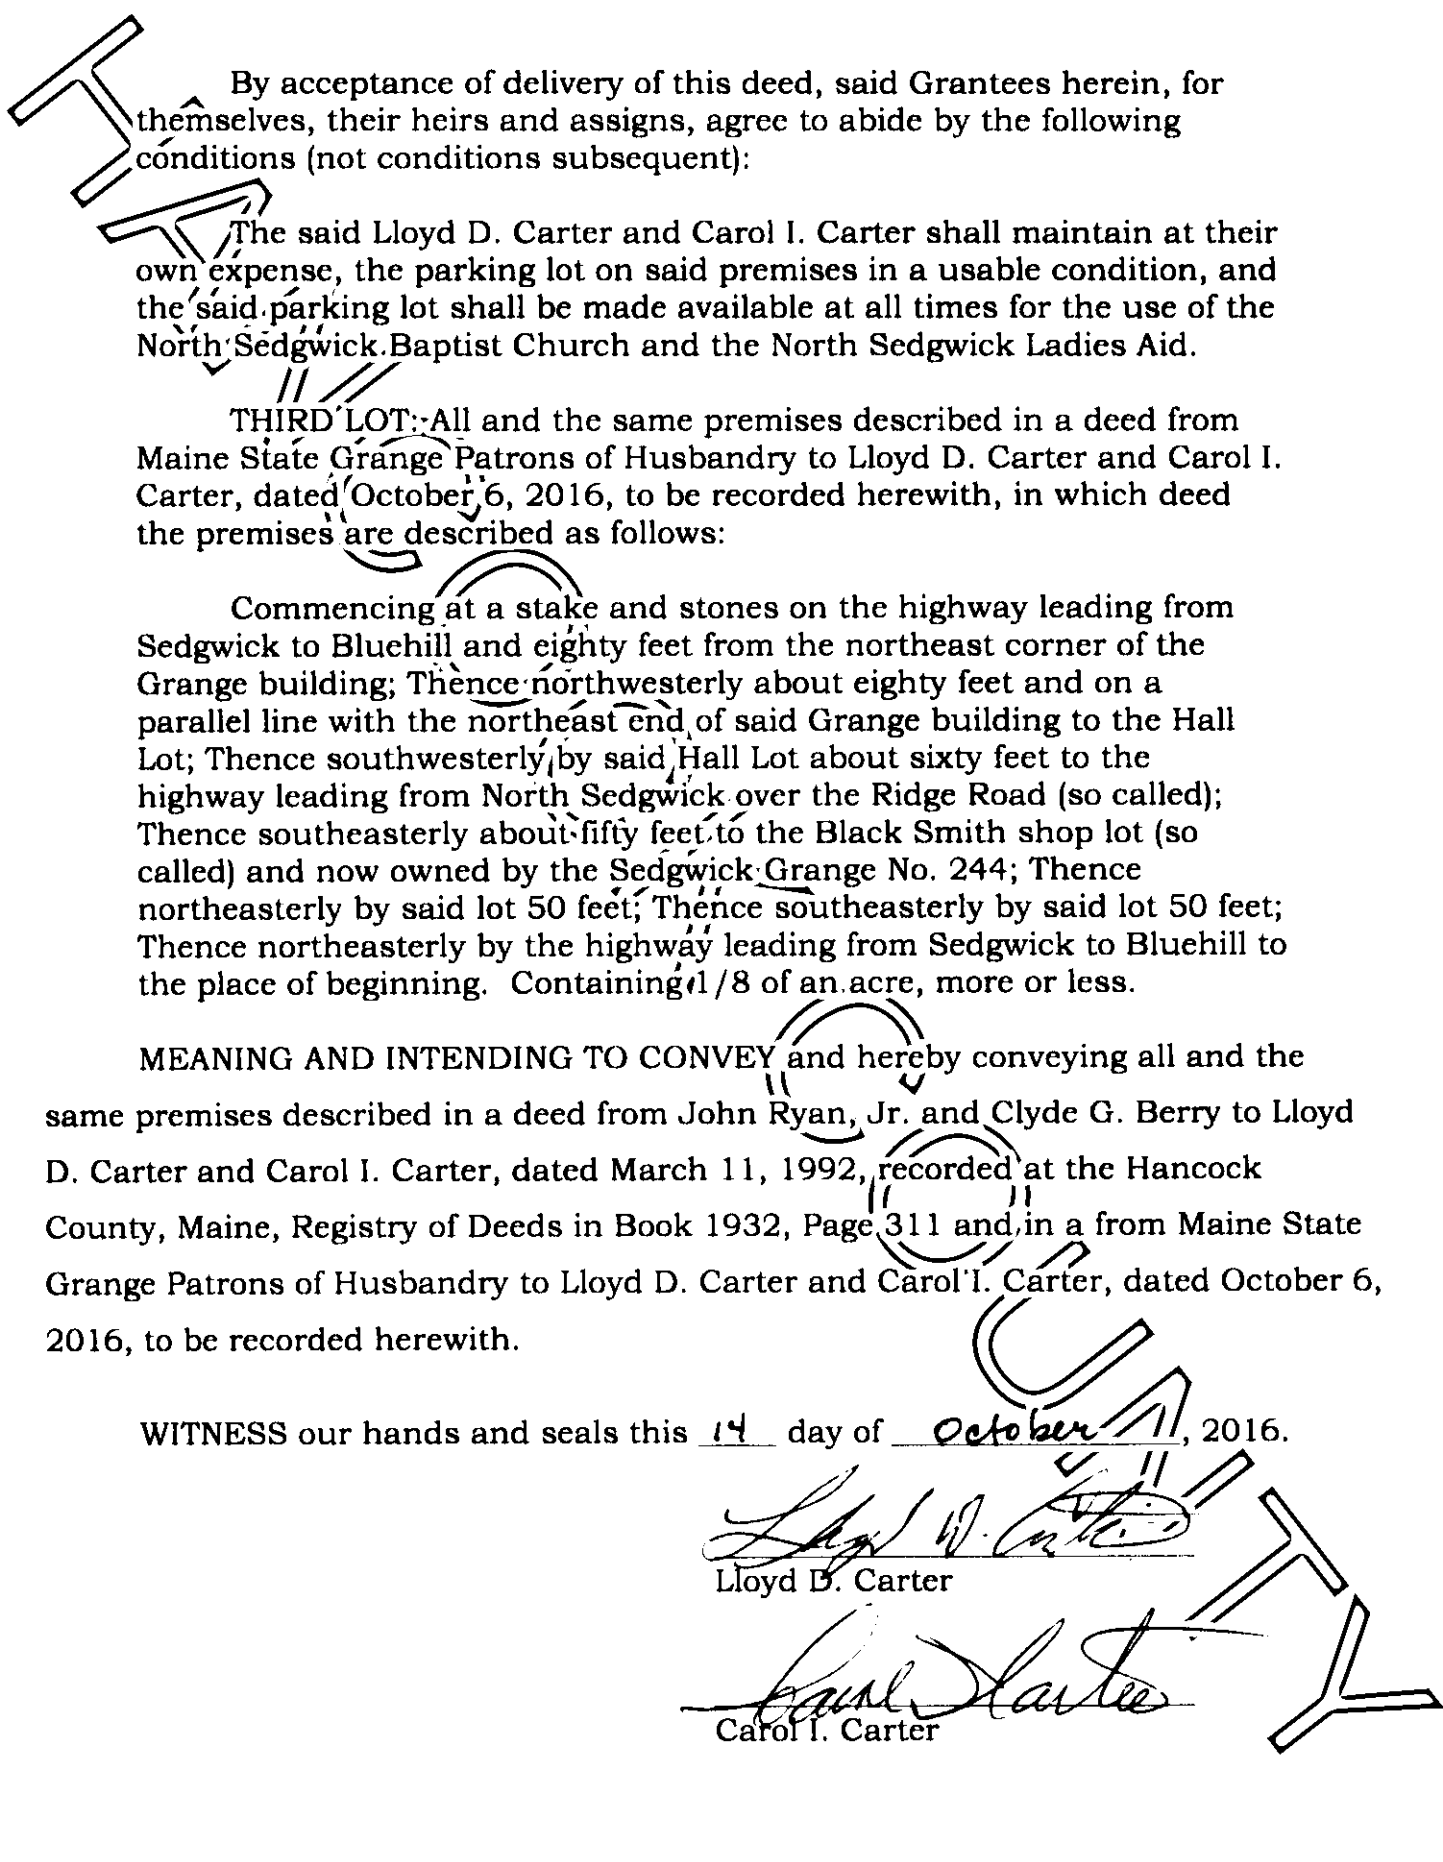 By acceptance of delivery of this deed, said Grantees herein, for
themselves, their heirs and assigns, agree to abide by the following
conditions (not conditions subsequent):
The said Lloyd D. Carter and Carol I. Carter shall maintain at their
own expense, the parking lot on said premises in a usable condition, and
the said parking lot shall be made available at all times for the use of the
North Sedgwick Baptist Church and the North Sedgwick Ladies Aid.
THIRD LOT: All and the same premises described in a deed from
Maine State Grange Patrons of Husbandry to Lloyd D. Carter and Carol I.
Carter, dated October 6, 2016, to be recorded herewith, in which deed
the premises are described as follows:
Commencing at a stake and stones on the highway leading from
Sedgwick to Bluehill and eighty feet from the northeast corner of the
Grange building; Thence northwesterly about eighty feet and on a
parallel line with the northeast end of said Grange building to the Hall
Lot; Thence southwesterly by said Hall Lot about sixty feet to the
highway leading from North Sedgwick over the Ridge Road (so called);
Thence southeasterly about fifty feet to the Black Smith shop lot (so
called) and now owned by the Sedgwick Grange No. 244; Thence
northeasterly by said lot 50 feet; Thence southeasterly by said lot 50 feet;
Thence northeasterly by the highway leading from Sedgwick to Bluehill to
the place of beginning. Containing 1/8 of an acre, more or less.
MEANING AND INTENDING TO CONVEY and hereby conveying all and the
same premises described in a deed from John Ryan, Jr. and Clyde G. Berry to Lloyd
D. Carter and Carol I. Carter, dated March 11, 1992, recorded at the Hancock
County, Maine, Registry of Deeds in Book 1932, Page 311 and in a from Maine State
Grange Patrons of Husbandry to Lloyd D. Carter and Carol I. Carter, dated October 6,
2016, to be recorded herewith.
WITNESS our hands and seals this 14 day of October, 2016.
Lloyd D. Carter
Lloyd D. Carter
Carol I Carter
Carol I. Carter